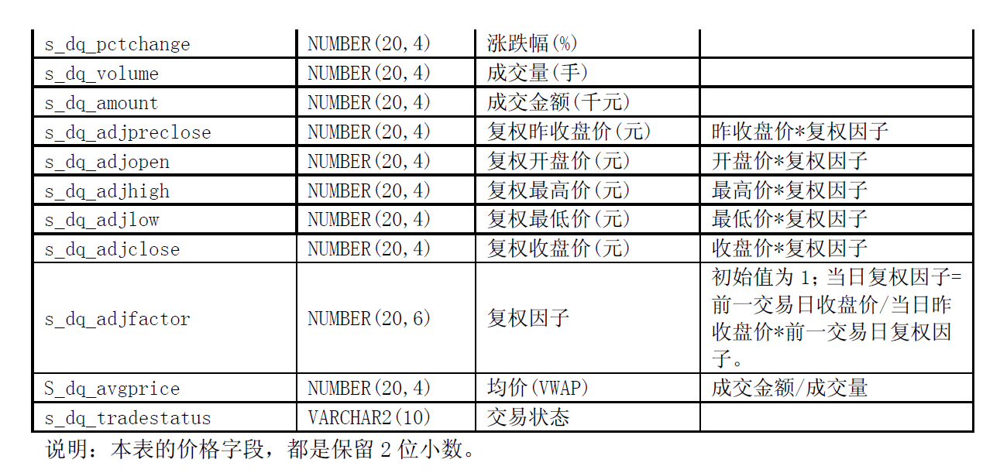 s_dq_pctchange NUMBER(20,4) 涨跌幅(%)
s_dq_volume NUMBER(20,4) 成交量(手)
s_dq_amount NUMBER(20,4) 成交金额(千元)
s_dq_adjpreclose NUMBER(20,4) 复权昨收盘价(元) 昨收盘价*复权因子
s_dq_adjopen NUMBER(20,4) 复权开盘价(元) 开盘价*复权因子
s_dq_adjhigh NUMBER(20,4) 复权最高价(元) 最高价*复权因子
s_dq_adjlow NUMBER(20,4) 复权最低价(元) 最低价*复权因子
s_dq_adjclose NUMBER(20,4) 复权收盘价(元) 收盘价*复权因子
s_dq_adjfactor NUMBER(20,6) 复权因子
初始值为 1；当日复权因子=
前一交易日收盘价/当日昨
收盘价*前一交易日复权因
子。
S_dq_avgprice NUMBER(20,4) 均价(VWAP) 成交金额/成交量
s_dq_tradestatus VARCHAR2(10) 交易状态
说明：本表的价格字段，都是保留 2 位小数。